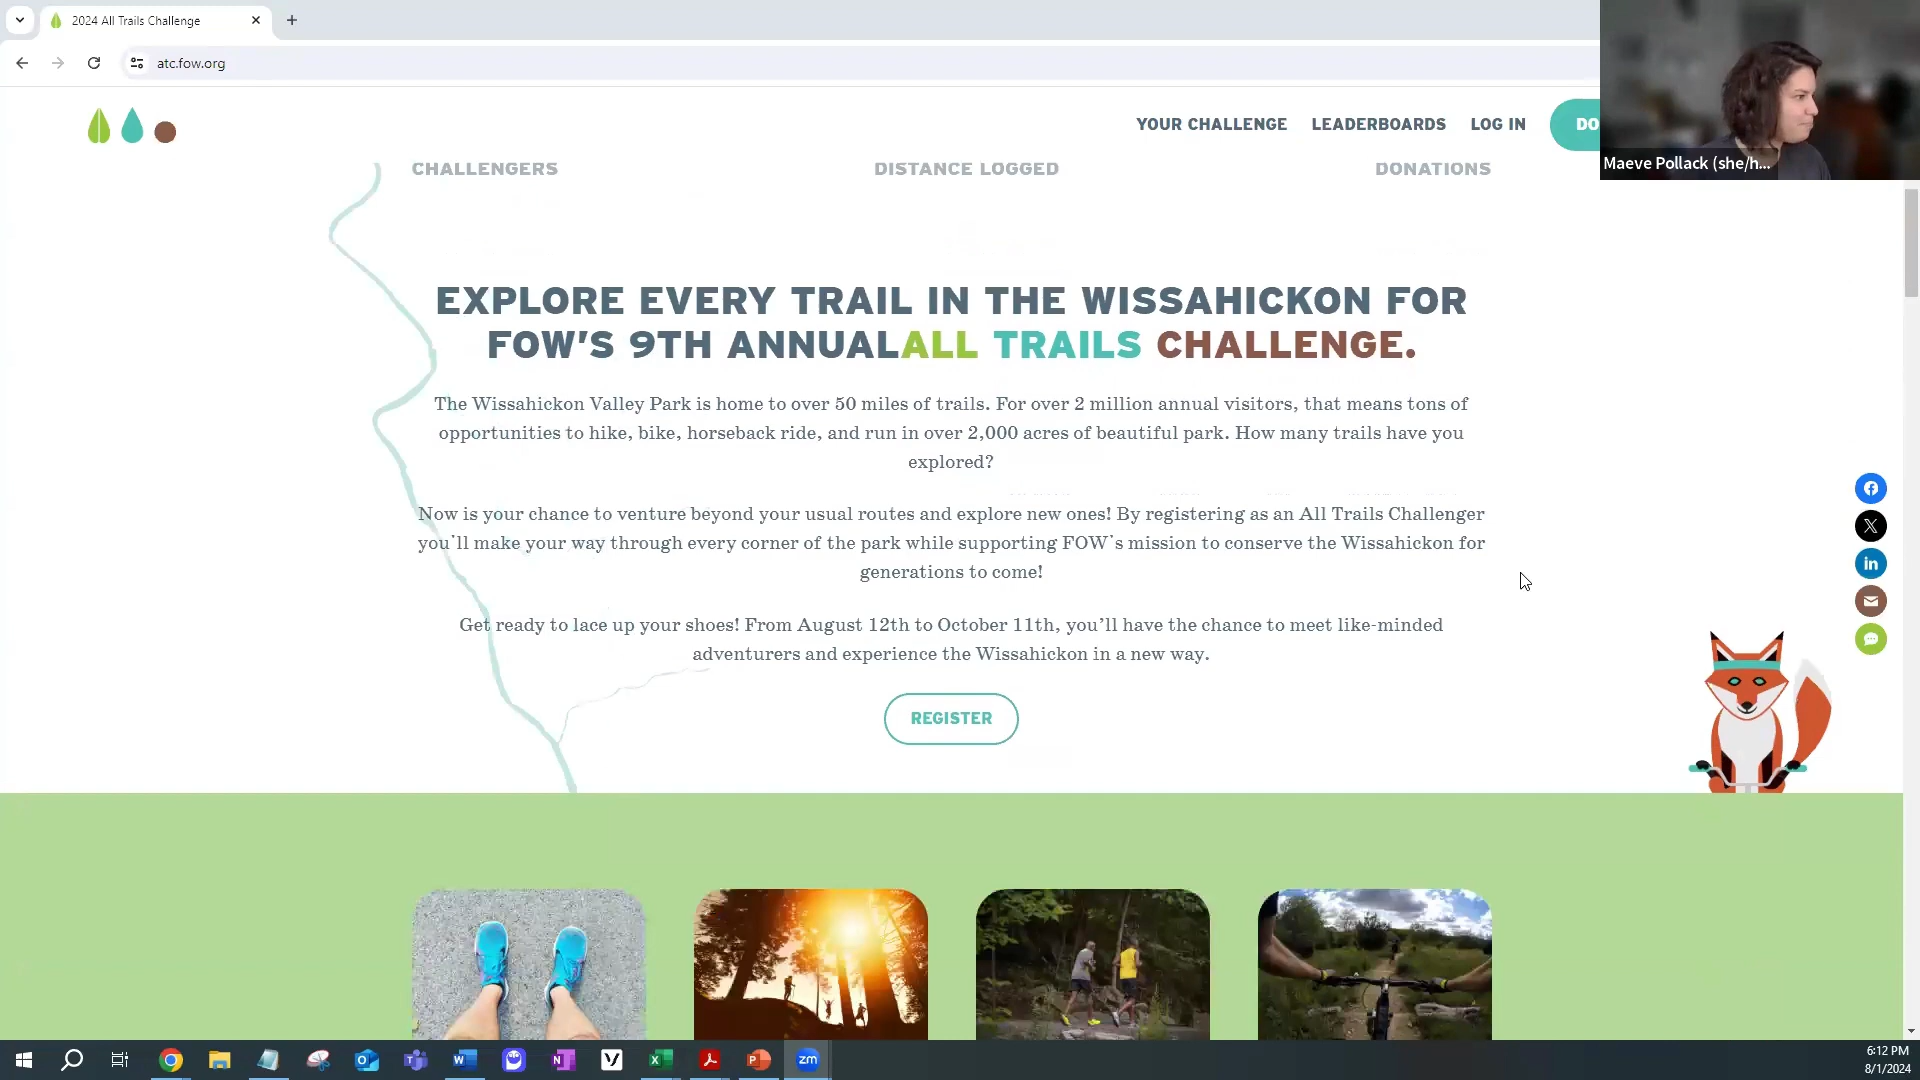 2024 All Trails Challenge
atc.fow.org
YOUR CHALLENGE
LEADERBOARDS
LOG IN
DO
Maeve Pollack (she/h...
CHALLENGERS
DISTANCE LOGGED
DONATIONS
EXPLORE EVERY TRAIL IN THE WISSAHICKON FOR
FOW'S 9TH ANNUALALL TRAILS CHALLENGE.
The Wissahickon Valley Park is home to over 50 miles of trails. For over 2 million annual visitors, that means tons of
opportunities to hike, bike, horseback ride, and run in over 2,000 acres of beautiful park. How many trails have you
explored?
Now is your chance to venture beyond your usual routes and explore new ones! By registering as an All Trails Challenger
you'll make your way through every corner of the park while supporting FOW's mission to conserve the Wissahickon for
generations to come!
Get ready to lace up your shoes! From August 12th to October 11th, you'll have the chance to meet like-minded
adventurers and experience the Wissahickon in a new way.
REGISTER
zm
6:12 PM
8/1/2024